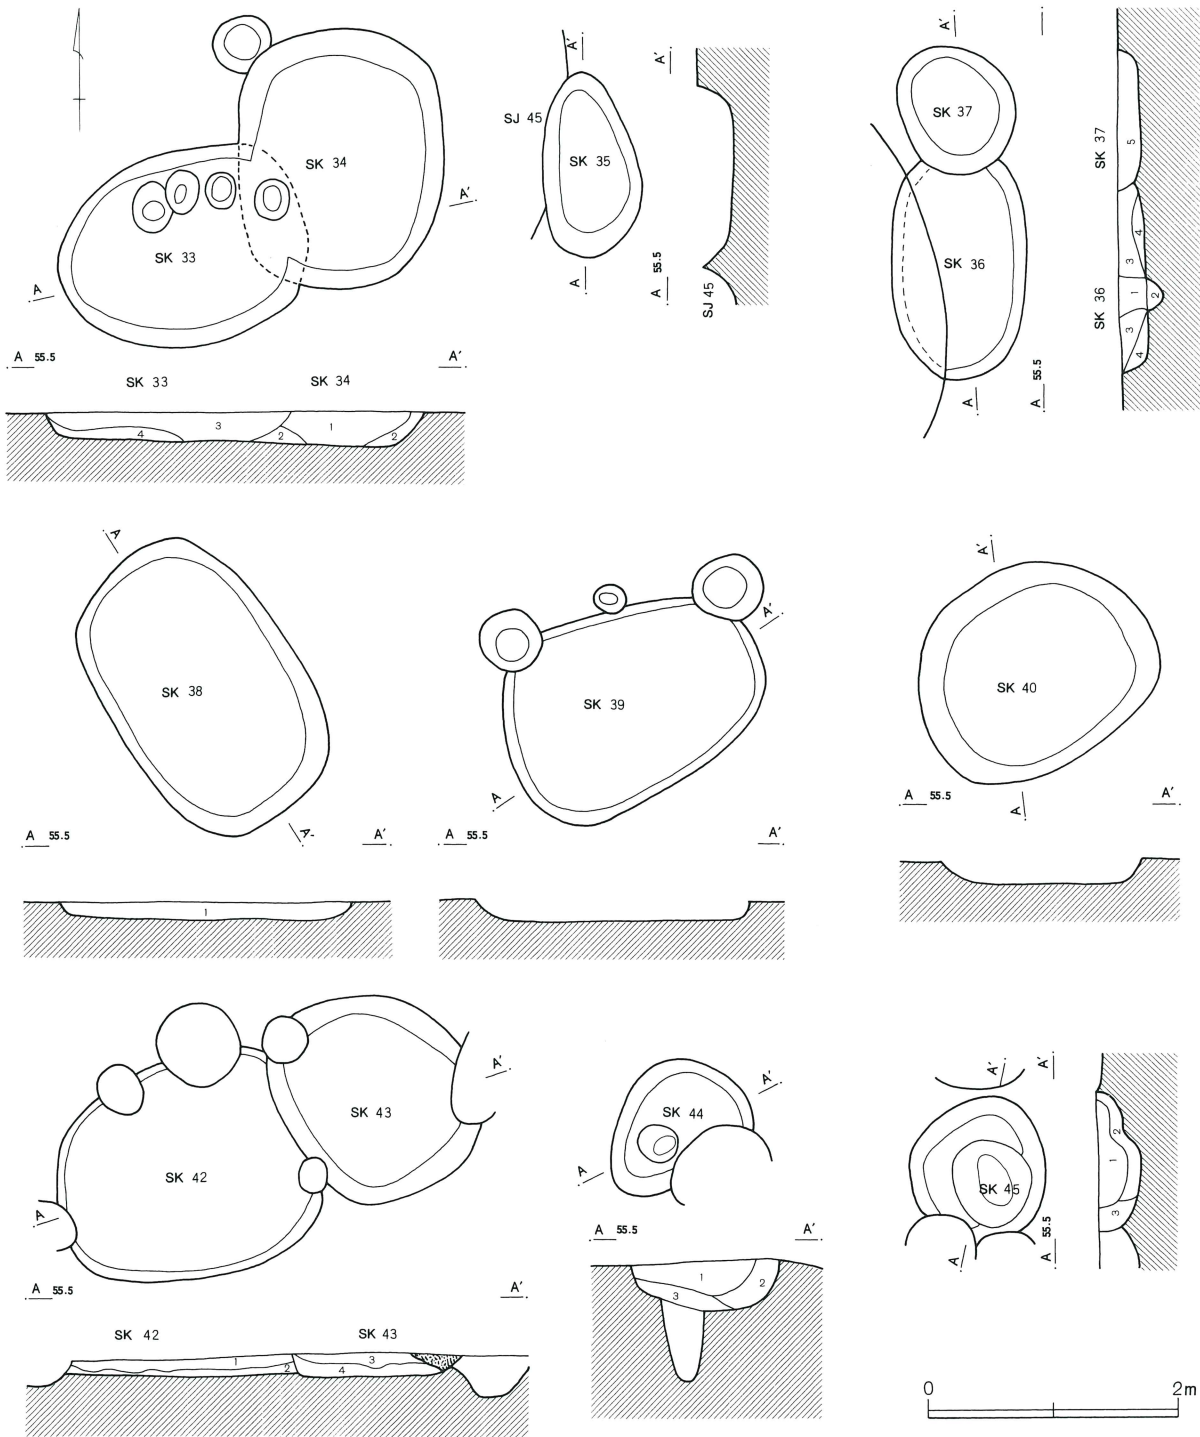 SK 34
A'
SK 33
A
A 55.5 A'
SK 33 SK 34
4 3 2 1 2
A'
SJ 45
SK 35
A
A'
A 55.5
SJ 45
A'
SK 37
SK 36
A
A 55.5
SK 37
SK 36
5
4
3
1 2
3
4
A
SK 38
A'
A 55.5 A'
1
A'
SK 39
A
A 55.5 A'
A'
SK 40
A
A 55.5 A'
A'
SK 43
SK 42
A
A 55.5 A'
SK 42 SK 43
1 2 3 4
A'
SK 44
A
A 55.5 A'
1 2 3
A'
SK 45
A
A'
A 55.5
2
1
3
0 2m